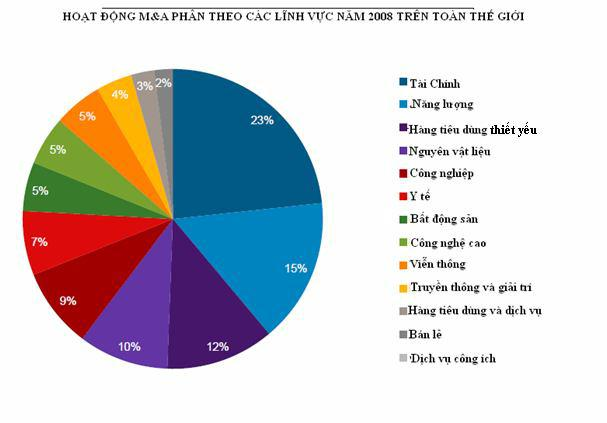 HOẠT ĐỘNG M&A PHÂN THEO CÁC LĨNH VỰC NĂM 2008 TRÊN TOÀN THẾ GIỚI
23%
15%
12%
10%
9%
7%
5%
5%
5%
4%
3%
2%
Tài Chính
.Năng lượng
Hàng tiêu dùng thiết yếu
Nguyên vật liệu
Công nghiệp
Y tế
Bất động sản
Công nghệ cao
Viễn thông
Truyền thông và giải trí
Hàng tiêu dùng và dịch vụ
Bán lẻ
Dịch vụ công ích